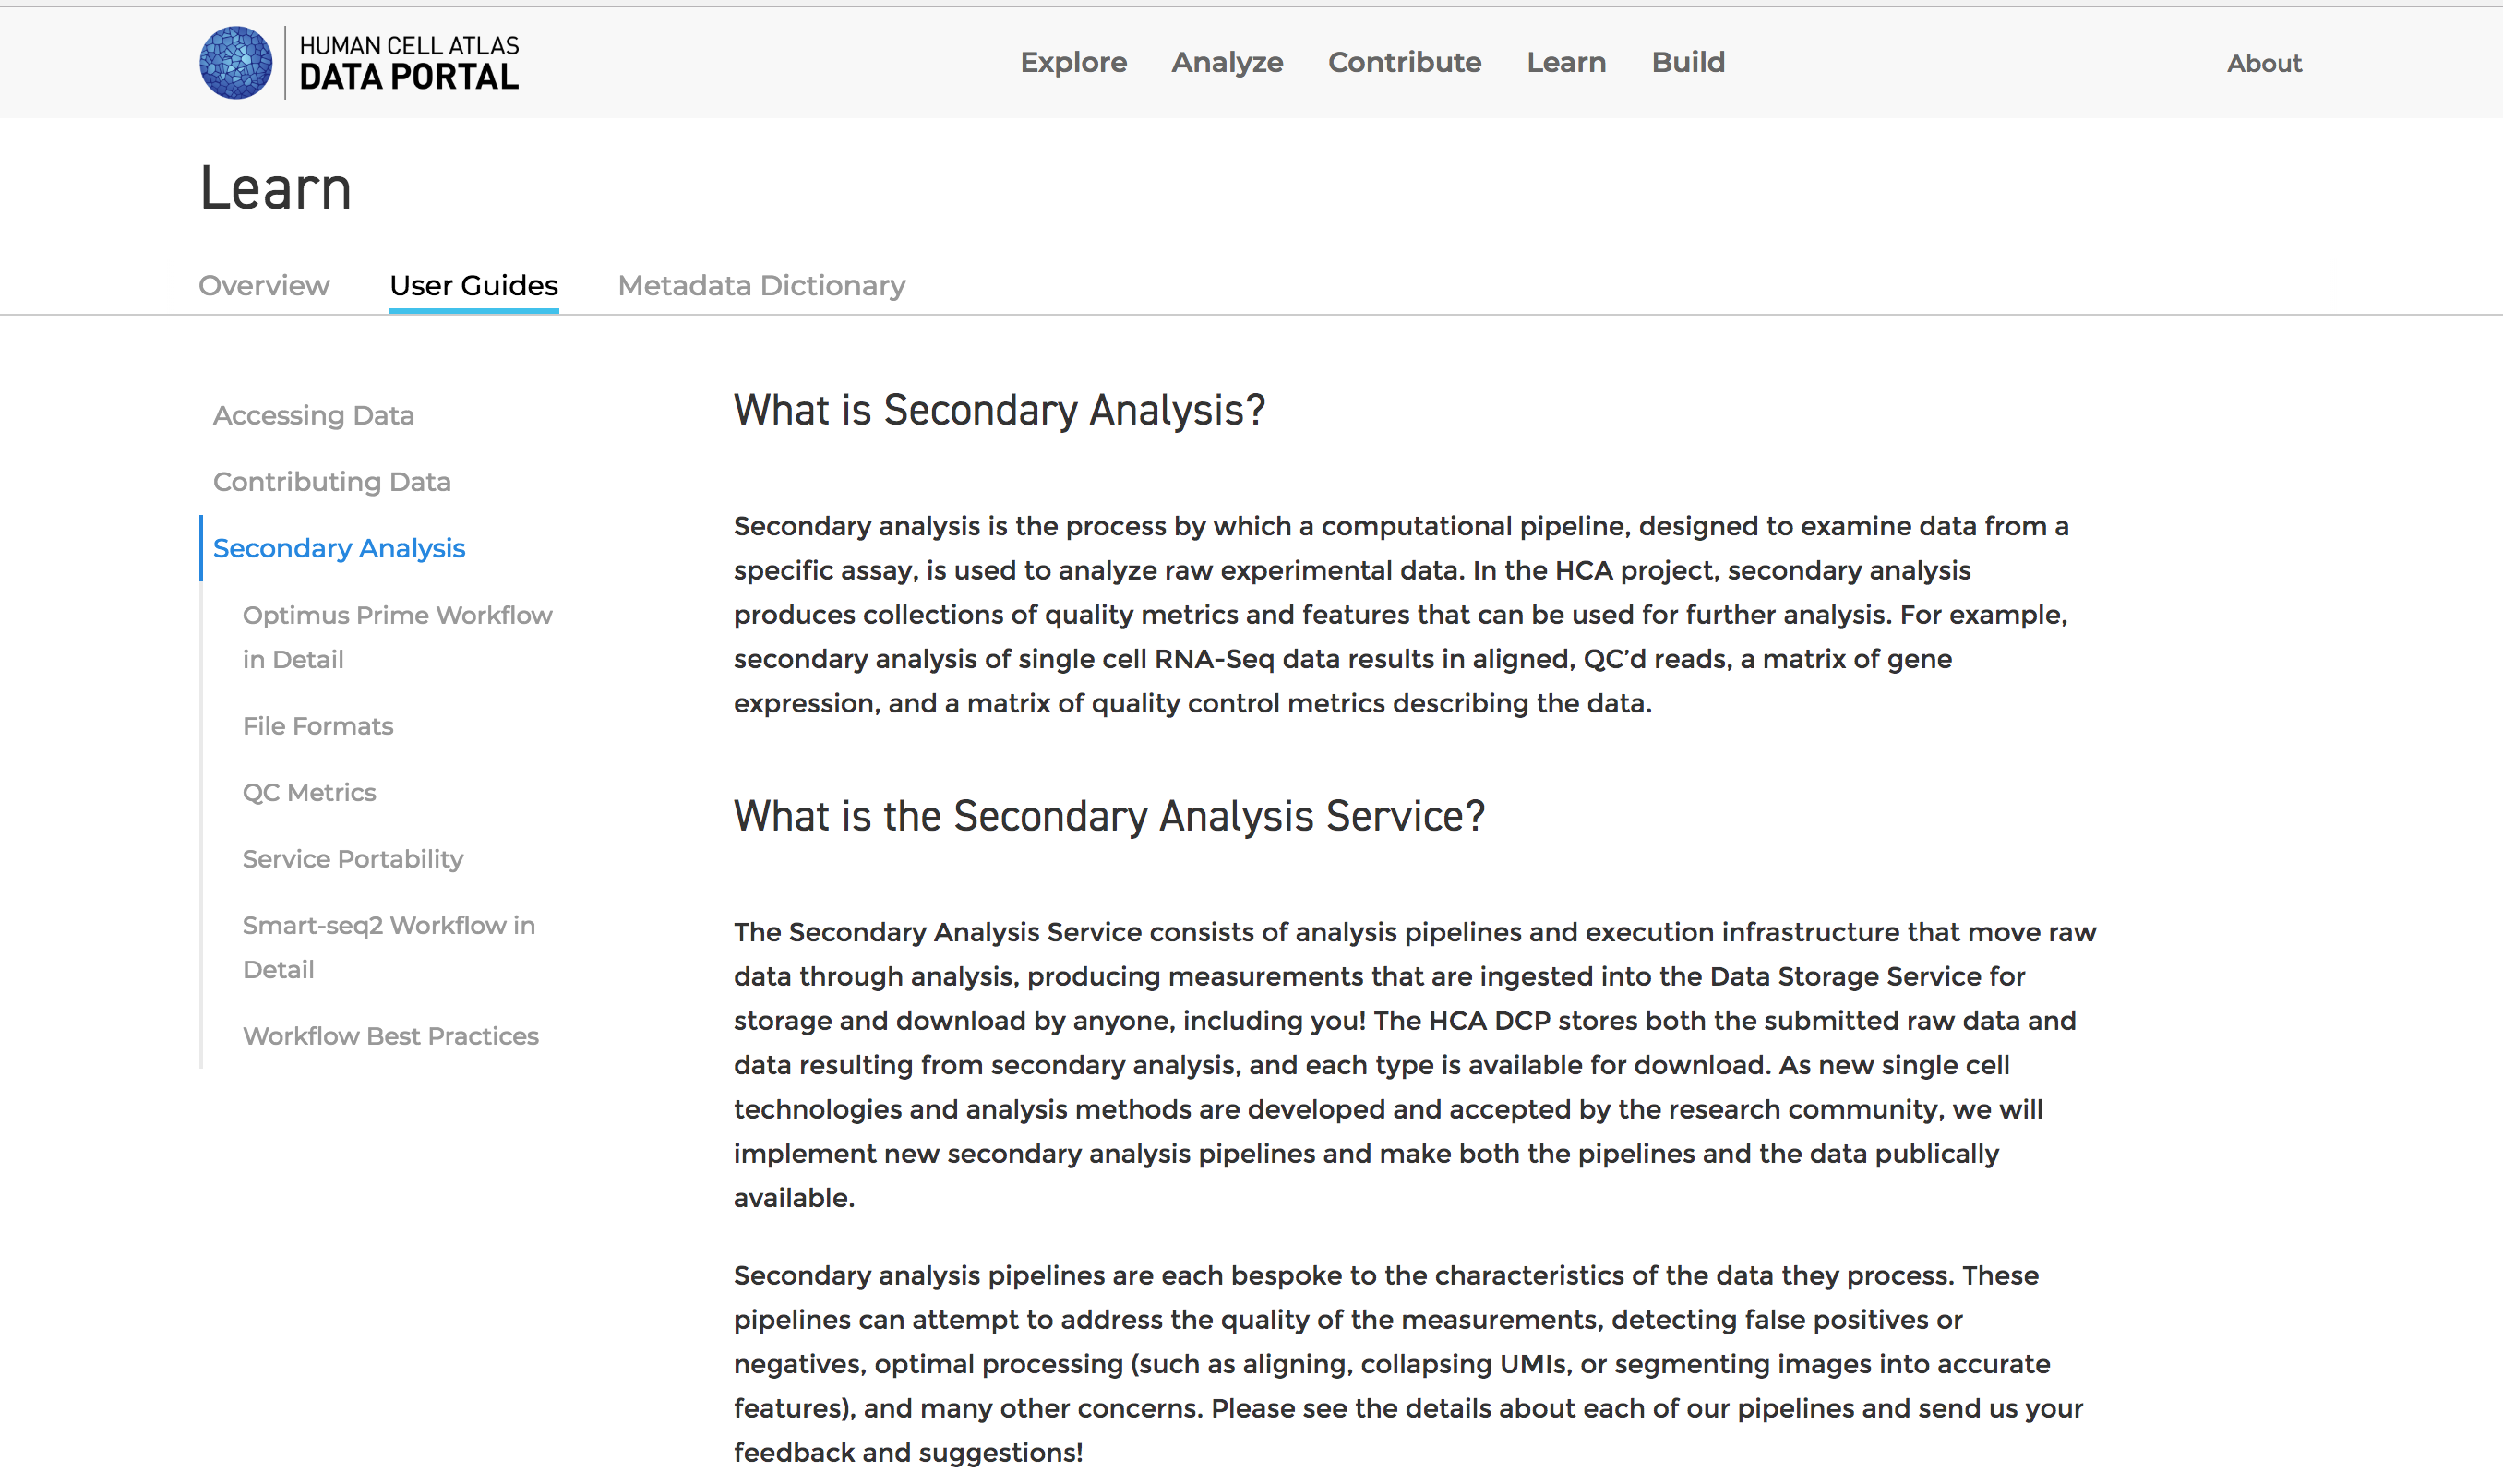 HUMAN CELL ATLAS
DATA PORTAL
Explore Analyze Contribute Learn Build About
Learn
Overview User Guides Metadata Dictionary
Accessing Data
Contributing Data
Secondary Analysis
Optimus Prime Workflow
in Detail
File Formats
QC Metrics
Service Portability
Smart-seq2 Workflow in
Detail
Workflow Best Practices
What is Secondary Analysis?
Secondary analysis is the process by which a computational pipeline, designed to examine data from a
specific assay, is used to analyze raw experimental data. In the HCA project, secondary analysis
produces collections of quality metrics and features that can be used for further analysis. For example,
secondary analysis of single cell RNA-Seq data results in aligned, QC’d reads, a matrix of gene
expression, and a matrix of quality control metrics describing the data.
What is the Secondary Analysis Service?
The Secondary Analysis Service consists of analysis pipelines and execution infrastructure that move raw
data through analysis, producing measurements that are ingested into the Data Storage Service for
storage and download by anyone, including you! The HCA DCP stores both the submitted raw data and
data resulting from secondary analysis, and each type is available for download. As new single cell
technologies and analysis methods are developed and accepted by the research community, we will
implement new secondary analysis pipelines and make both the pipelines and the data publically
available.
Secondary analysis pipelines are each bespoke to the characteristics of the data they process. These
pipelines can attempt to address the quality of the measurements, detecting false positives or
negatives, optimal processing (such as aligning, collapsing UMIs, or segmenting images into accurate
features), and many other concerns. Please see the details about each of our pipelines and send us your
feedback and suggestions!